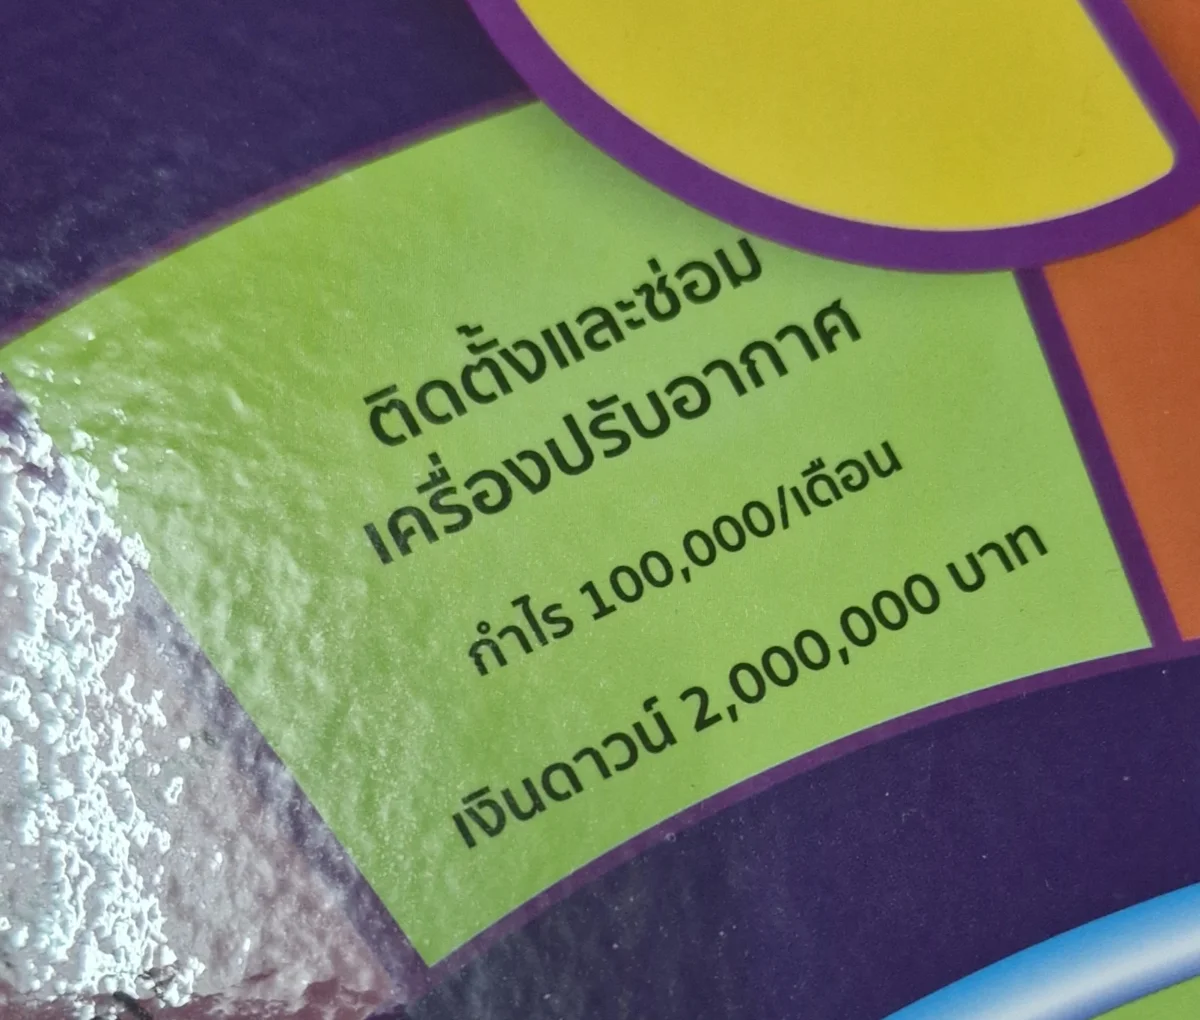 ติดตั้งและซ่อม
เครื่องปรับอากาศ
กำไร 100,000/เดือน
เงินดาวน์ 2,000,000 บาท